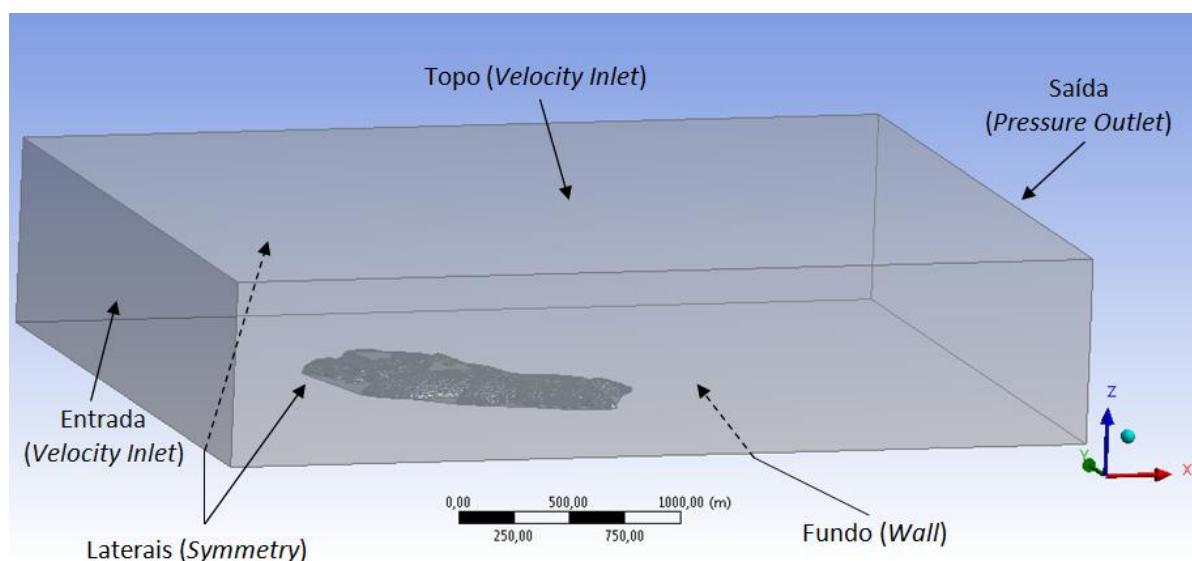 Topo (Velocity Inlet)
Saída
(Pressure Outlet)
Entrada
(Velocity Inlet)
Z
Y
X
0,00 500,00 1000,00 (m)
250,00 750,00
Laterais (Symmetry)
Fundo (Wall)